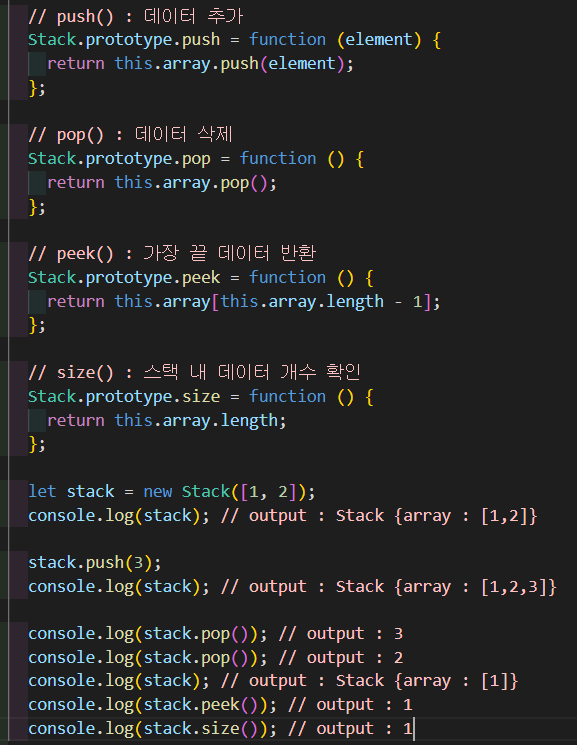 // push() : 데이터 추가
Stack.prototype.push = function (element) {
  return this.array.push(element);
};
// pop() : 데이터 삭제
Stack.prototype.pop = function () {
  return this.array.pop();
};
// peek() : 가장 끝 데이터 반환
Stack.prototype.peek = function () {
  return this.array[this.array.length - 1];
};
// size() : 스택 내 데이터 개수 확인
Stack.prototype.size = function () {
  return this.array.length;
};
let stack = new Stack([1, 2]);
console.log(stack); // output : Stack {array : [1,2]}
stack.push(3);
console.log(stack); // output : Stack {array : [1,2,3]}
console.log(stack.pop()); // output : 3
console.log(stack.pop()); // output : 2
console.log(stack); // output : Stack {array : [1]}
console.log(stack.peek()); // output : 1
console.log(stack.size()); // output : 1